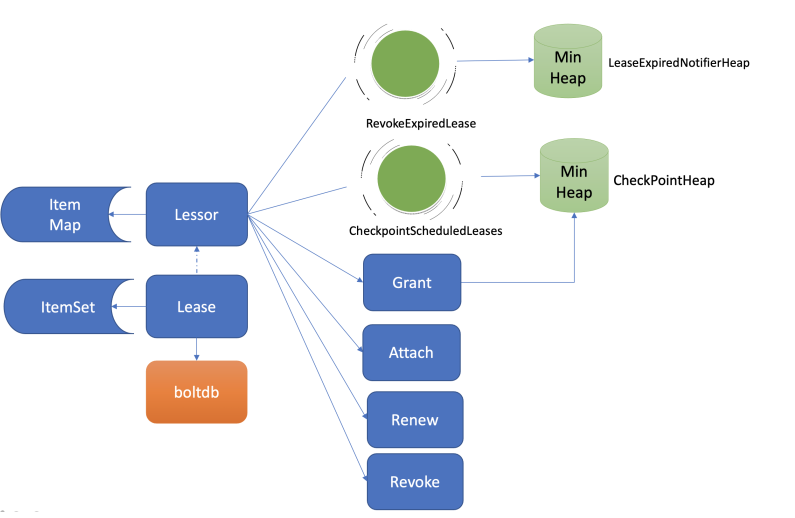 Min
Heap
LeaseExpiredNotifierHeap
RevokeExpiredLease
Min
Heap
CheckPointHeap
CheckpointScheduledLeases
Item
Map
Lessor
ItemSet
Lease
boltdb
Grant
Attach
Renew
Revoke